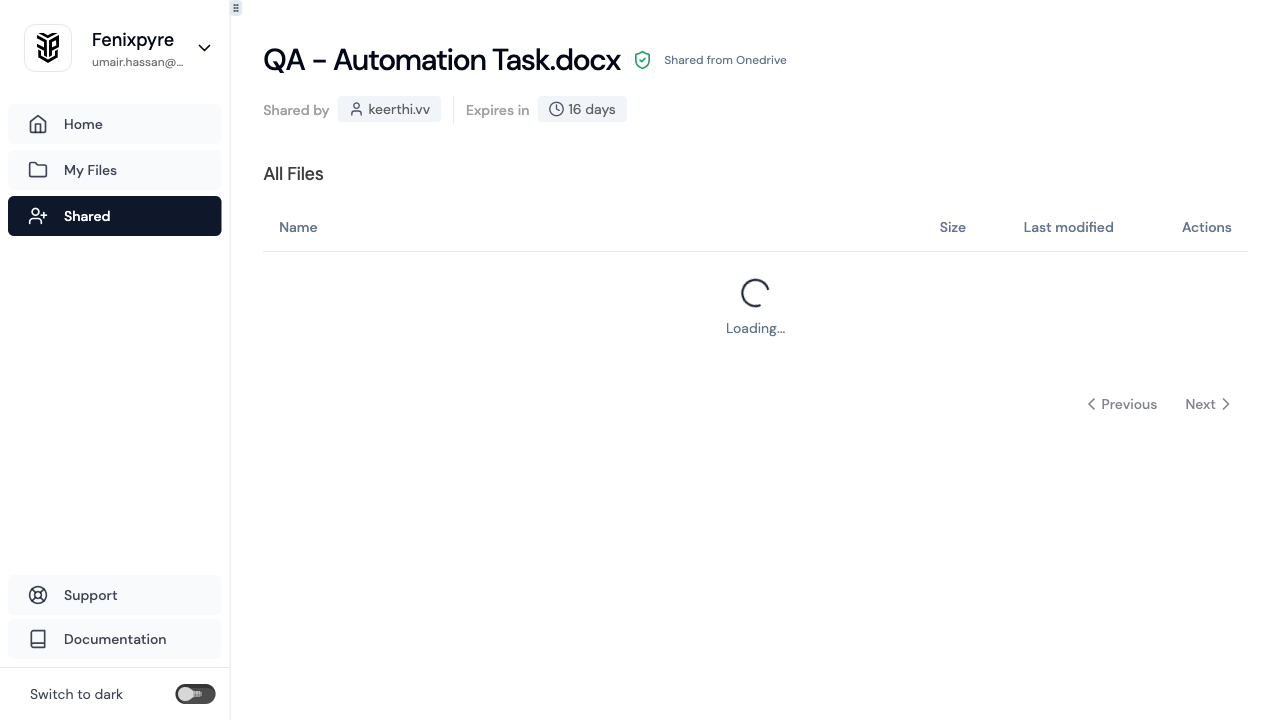 Fenixpyre
umair.hassan@...
Home
My Files
Shared
Support
Documentation
Switch to dark
QA – Automation Task.docx
Shared from Onedrive
Shared by keerthi.vv Expires in 16 days
All Files
Name Size Last modified Actions
Loading...
Previous Next